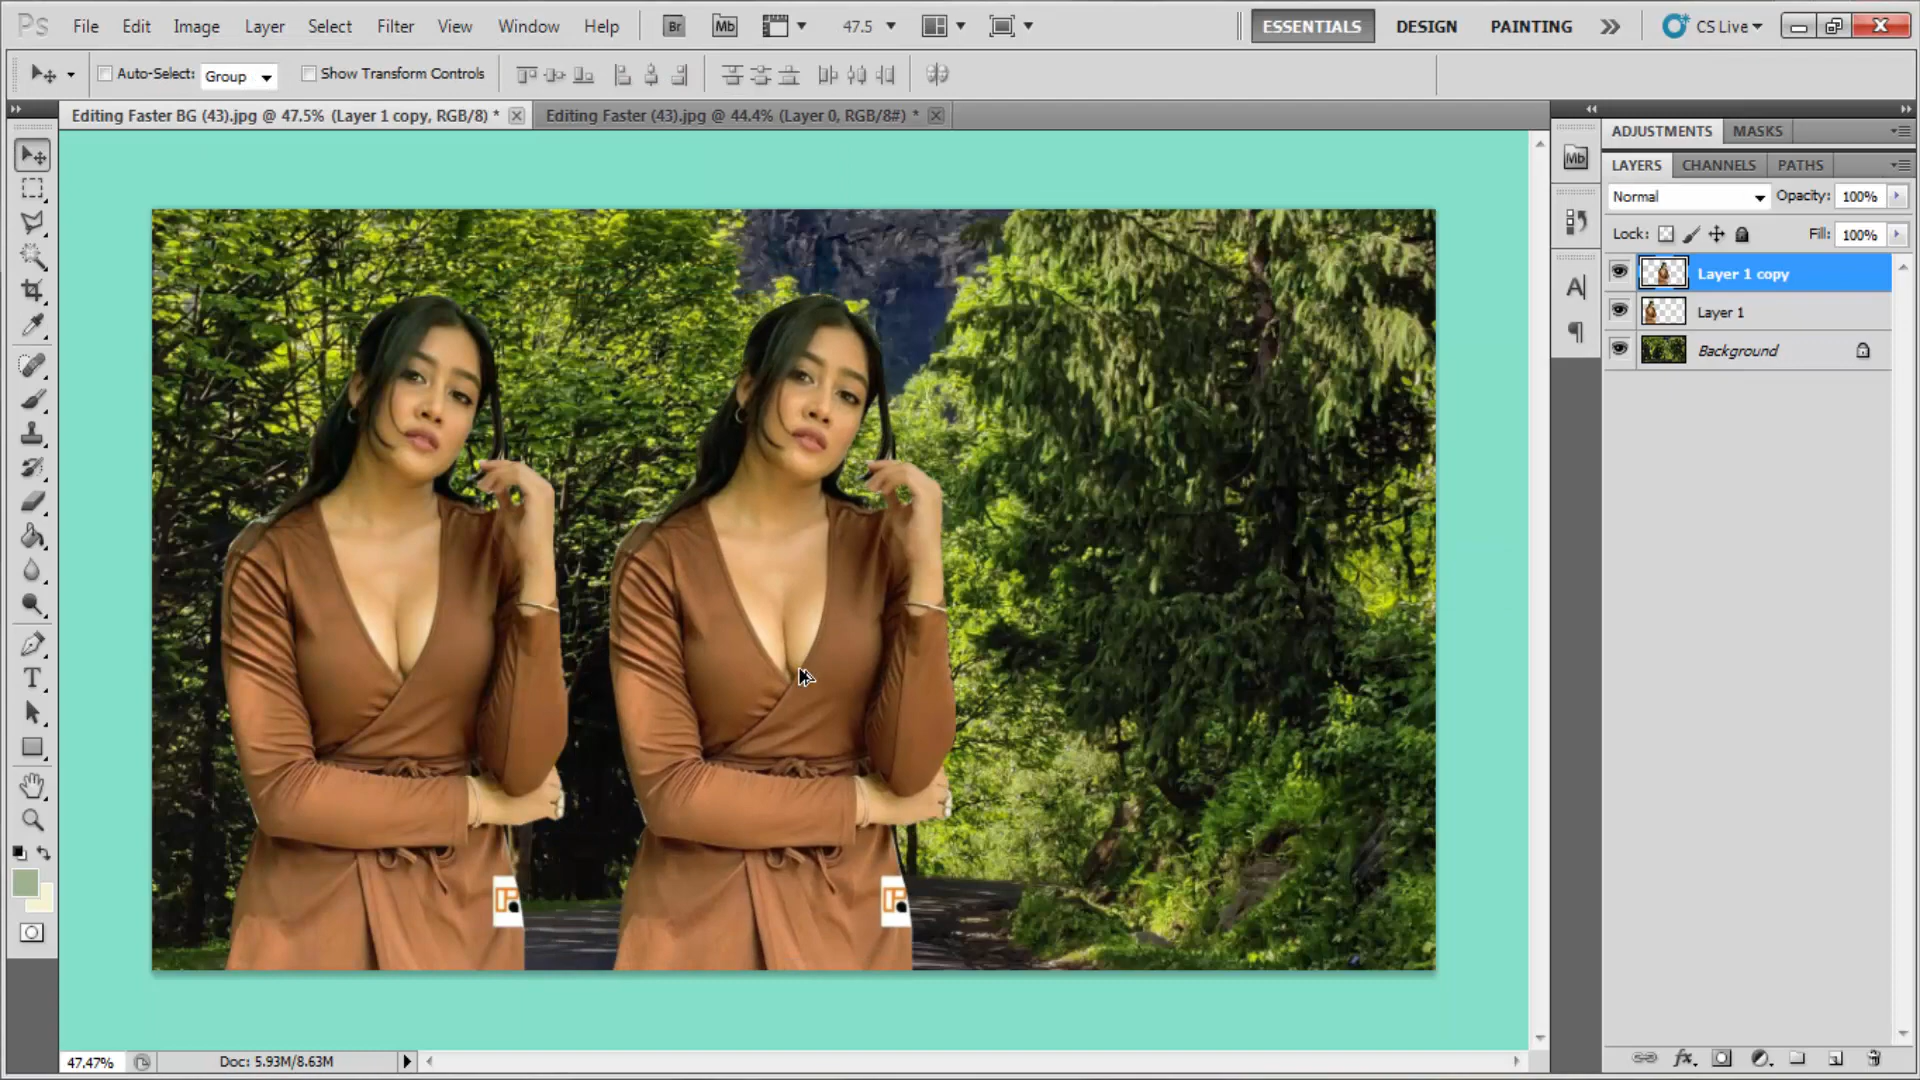 Ps File Edit Image Layer Select Filter View Window Help Br Mb 47.5 ESSENTIALS DESIGN PAINTING CS Live
Auto-Select: Group Show Transform Controls
Editing Faster BG (43).jpg @ 47.5% (Layer 1 copy, RGB/8) * Editing Faster (43).jpg @ 44.4% (Layer 0, RGB/8#) *
ADJUSTMENTS MASKS
Mb
LAYERS CHANNELS PATHS
Normal Opacity: 100%
Lock: Fill: 100%
Layer 1 copy
Layer 1
Background
47.47% Doc: 5.93M/8.63M